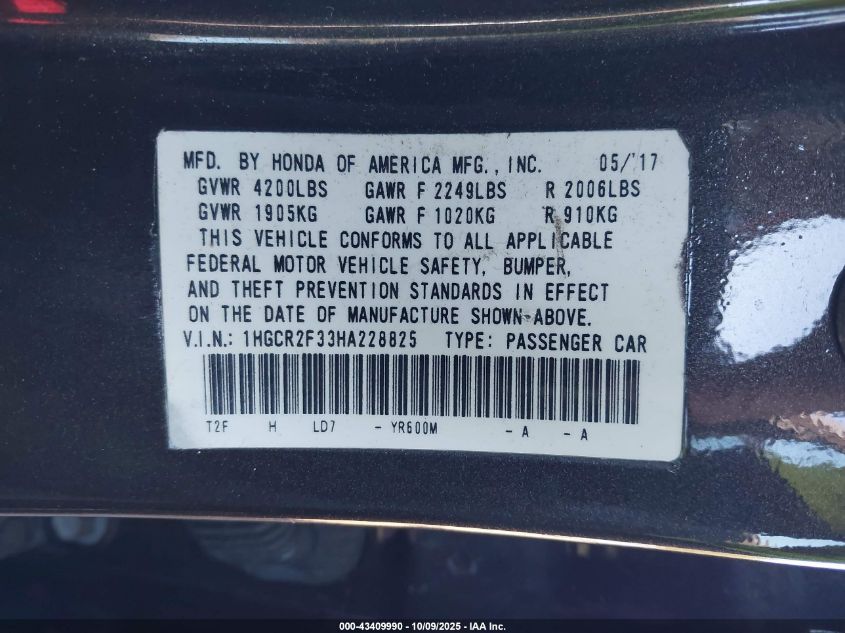 MFD. BY HONDA OF AMERICA MFG., INC. 05/17
GVWR 4200LBS GAWR F 2249LBS R 2006LBS
GVWR 1905KG GAWR F 1020KG R 910KG
THIS VEHICLE CONFORMS TO ALL APPLICABLE
FEDERAL MOTOR VEHICLE SAFETY, BUMPER,
AND THEFT PREVENTION STANDARDS IN EFFECT
ON THE DATE OF MANUFACTURE SHOWN ABOVE.
V.I.N.: 1HGCR2F33HA228825 TYPE: PASSENGER CAR
T2F H LD7 - YR600M - A - A
000-43409990 - 10/09/2025 - IAA Inc.